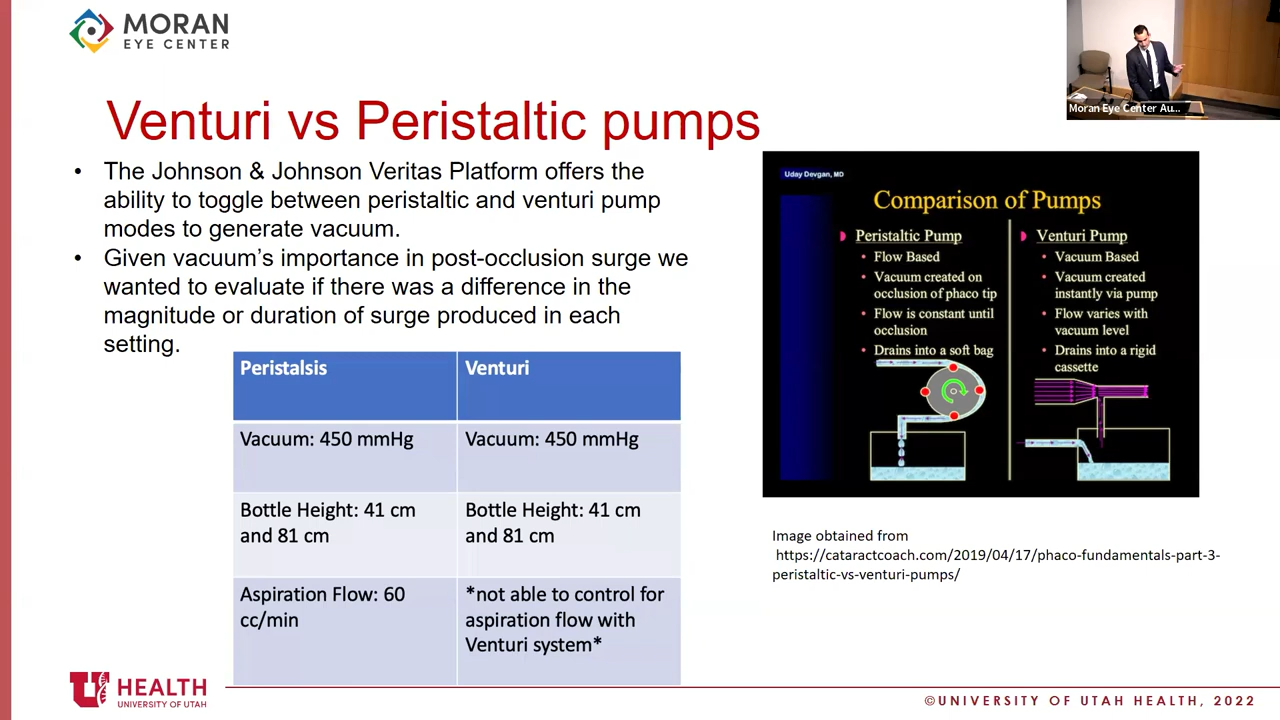 MORAN
EYE CENTER
Moran Eye Center Au...
Venturi vs Peristaltic pumps
• The Johnson & Johnson Veritas Platform offers the
ability to toggle between peristaltic and venturi pump
modes to generate vacuum.
• Given vacuum's importance in post-occlusion surge we
wanted to evaluate if there was a difference in the
magnitude or duration of surge produced in each
setting.
Peristalsis
Venturi
Vacuum: 450 mmHg
Vacuum: 450 mmHg
Bottle Height: 41 cm
and 81 cm
Bottle Height: 41 cm
and 81 cm
Aspiration Flow: 60
cc/min
*not able to control for
aspiration flow with
Venturi system*
Uday Devgan, MD
Comparison of Pumps
Peristaltic Pump
• Flow Based
• Vacuum created on
occlusion of phaco tip
• Flow is constant until
occlusion
• Drains into a soft bag
Venturi Pump
• Vacuum Based
• Vacuum created
instantly via pump
• Flow varies with
vacuum level
• Drains into a rigid
cassette
Image obtained from
https://cataractcoach.com/2019/04/17/phaco-fundamentals-part-3-
peristaltic-vs-venturi-pumps/
U HEALTH
UNIVERSITY OF UTAH
©UNIVERSITY OF UTAH HEALTH, 2022